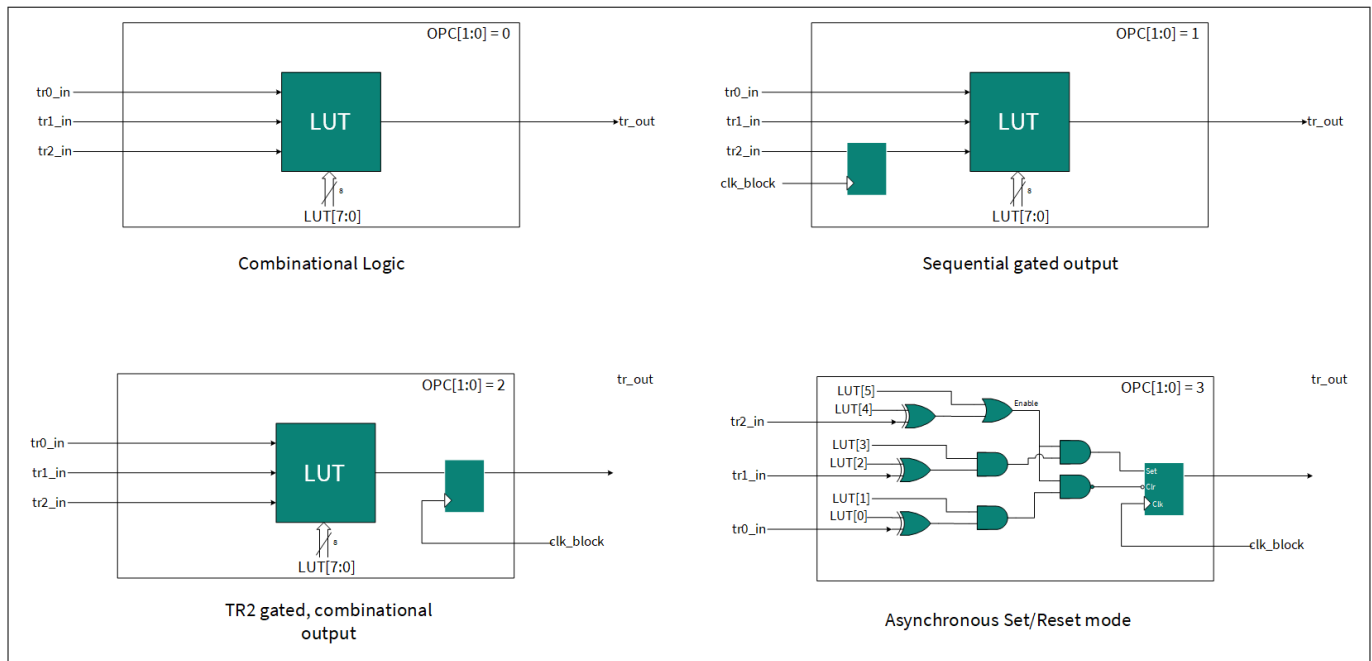 OPC[1:0] = 0
tr0_in
tr1_in
tr2_in
LUT
tr_out
8
LUT[7:0]
Combinational Logic
OPC[1:0] = 1
tr0_in
tr1_in
tr2_in
clk_block
LUT
tr_out
8
LUT[7:0]
Sequential gated output
OPC[1:0] = 2
tr_out
tr0_in
tr1_in
tr2_in
LUT
8
LUT[7:0]
clk_block
TR2 gated, combinational
output
OPC[1:0] = 3
tr_out
LUT[5]
Enable
LUT[4]
tr2_in
LUT[3]
LUT[2]
tr1_in
LUT[1]
LUT[0]
tr0_in
Set
Clr
Clk
clk_block
Asynchronous Set/Reset mode